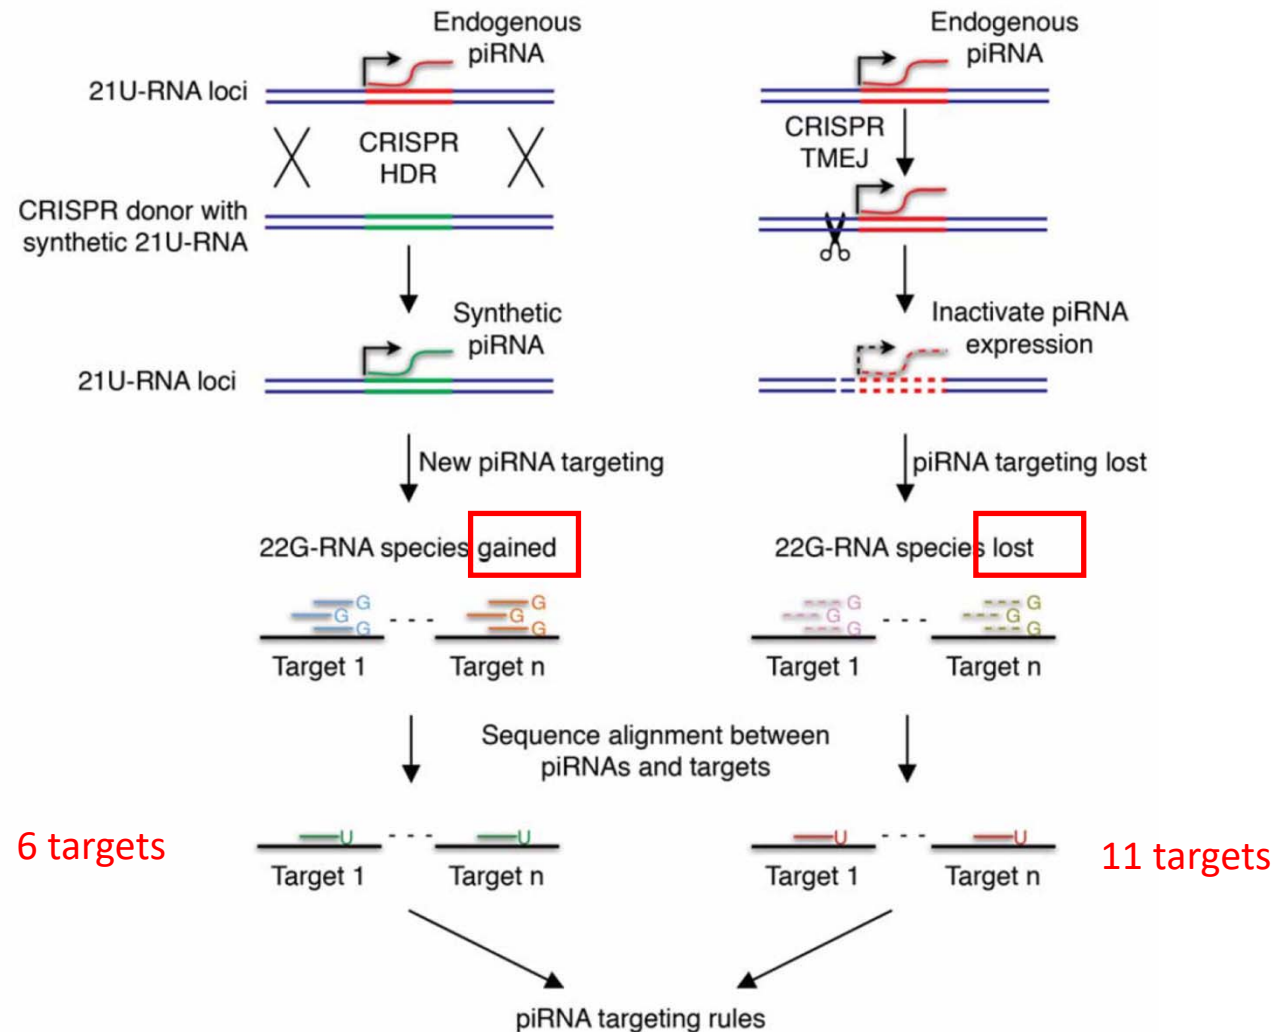 Endogenous
piRNA
21U-RNA loci
CRISPR
HDR
CRISPR donor with
synthetic 21U-RNA
Synthetic
piRNA
21U-RNA loci
New piRNA targeting
22G-RNA species gained
G
G
G
- - -
G
G
G
Target 1
Target n
Endogenous
piRNA
CRISPR
TMEJ
Inactivate piRNA
expression
piRNA targeting lost
22G-RNA species lost
G
G
G
- - -
G
G
G
Target 1
Target n
Sequence alignment between
piRNAs and targets
6 targets
U
- - -
U
Target 1
Target n
U
- - -
U
Target 1
Target n
11 targets
piRNA targeting rules